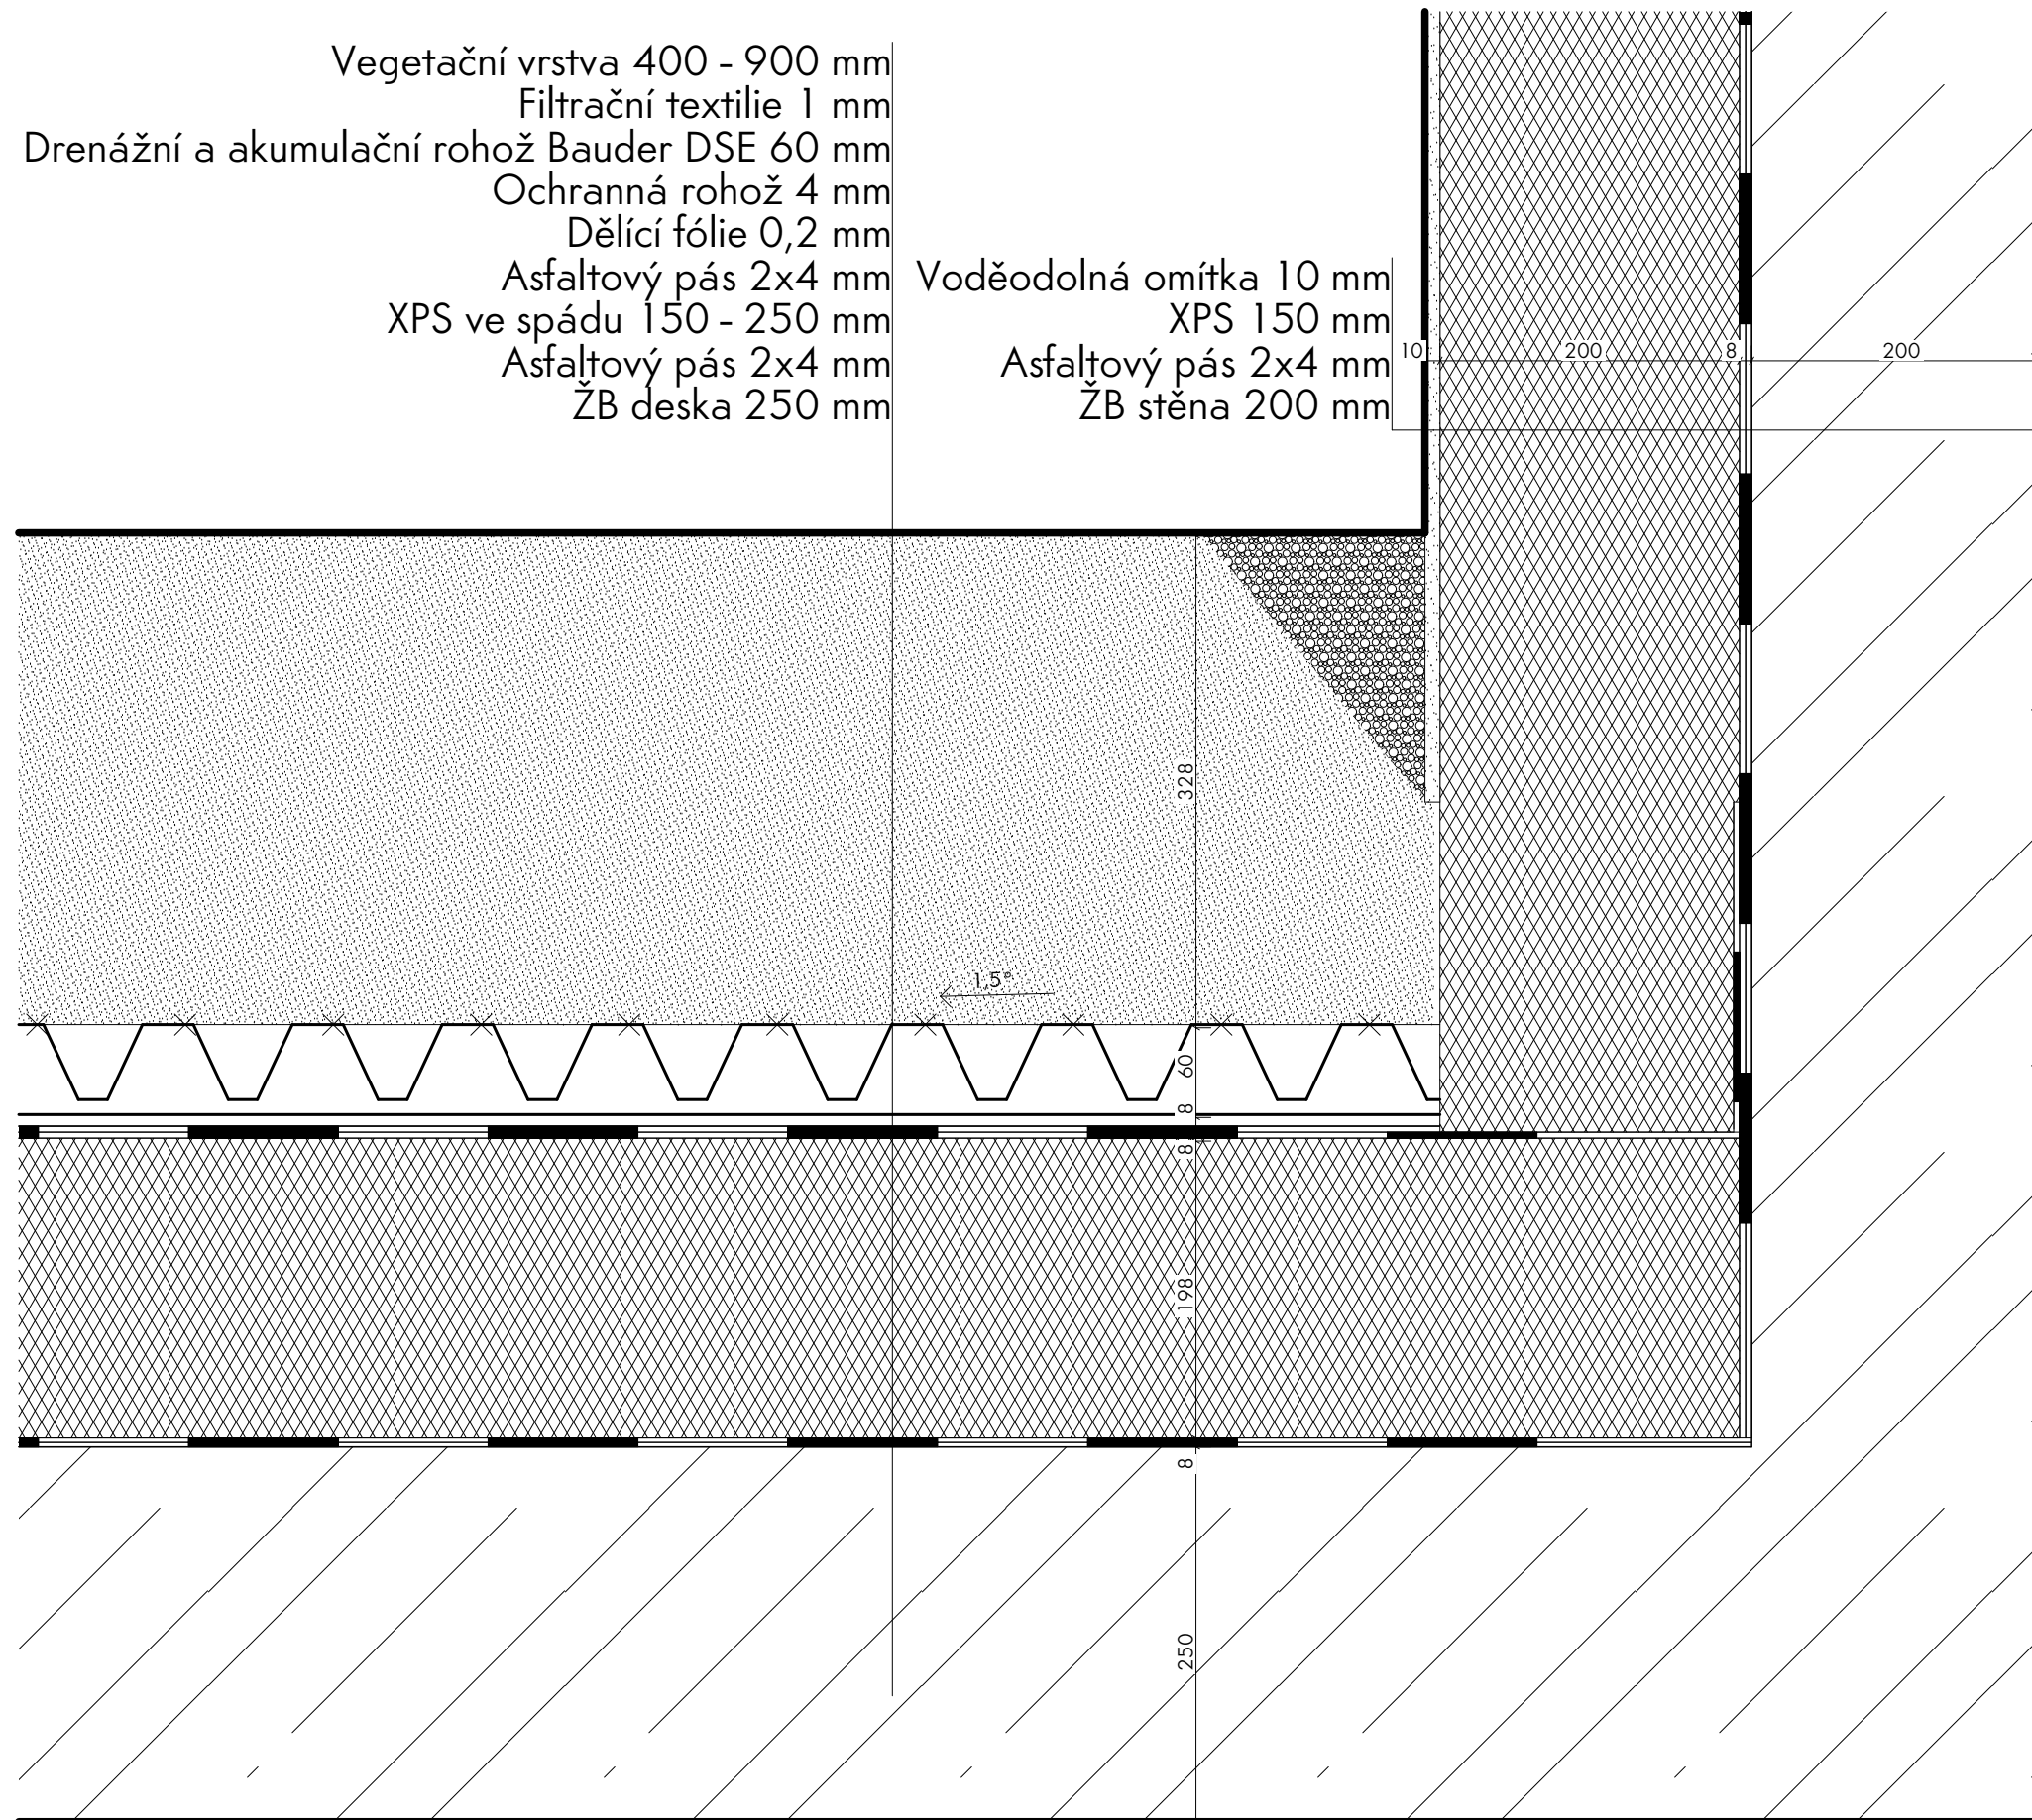 Vegetační vrstva 400 - 900 mm
Filtrační textilie 1 mm
Drenážní a akumulační rohož Bauder DSE 60 mm
Ochranná rohož 4 mm
Dělící fólie 0,2 mm
Asfaltový pás 2x4 mm
XPS ve spádu 150 - 250 mm
Asfaltový pás 2x4 mm
ŽB deska 250 mm
Voděodolná omítka 10 mm
XPS 150 mm
Asfaltový pás 2x4 mm
ŽB stěna 200 mm
10
200
8
200
328
1,5°
60
8
8
198
8
250